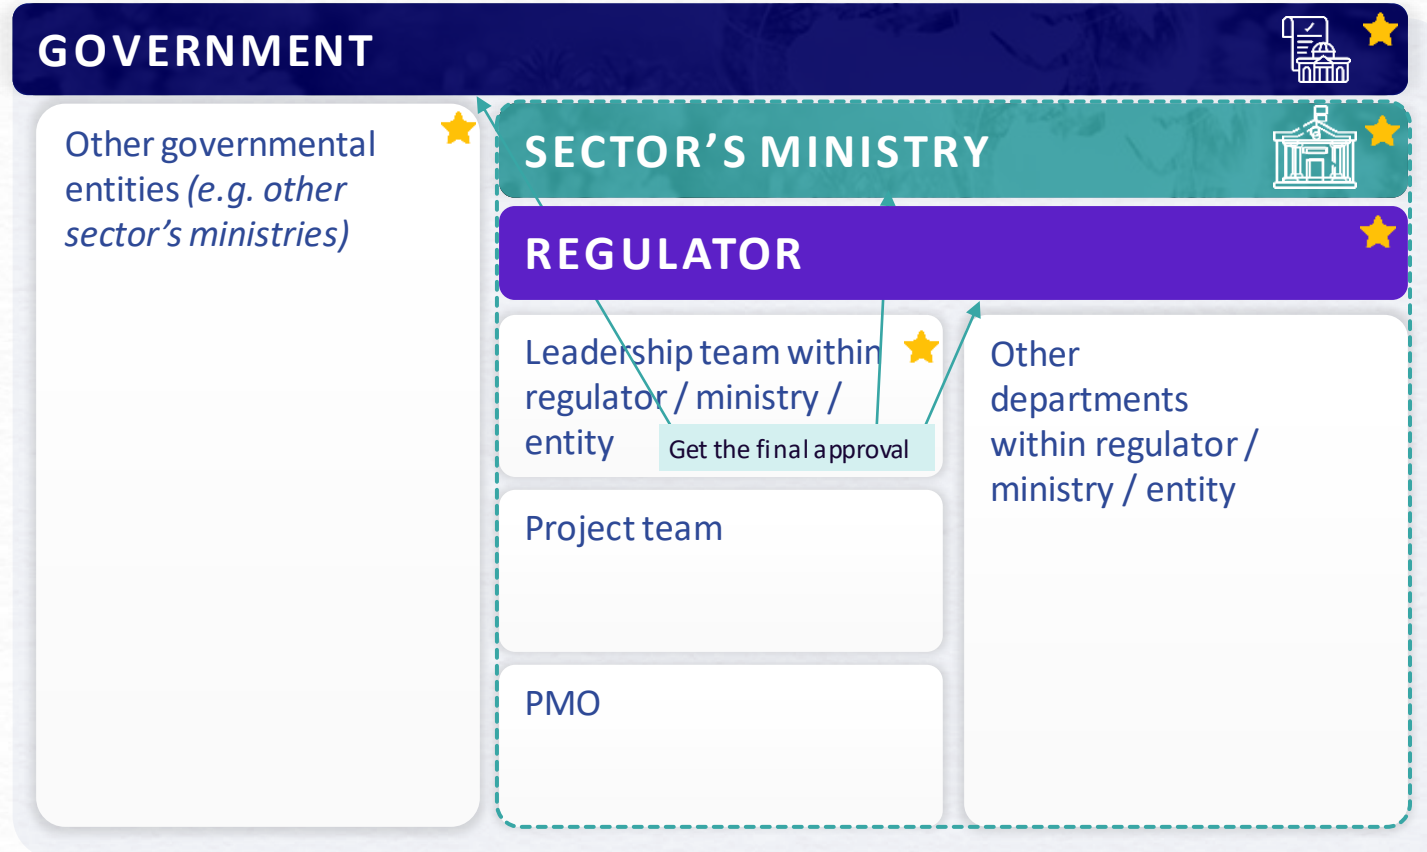 GOVERNMENT
Other governmental
entities (e.g. other
sector’s ministries)
SECTOR’S MINISTRY
REGULATOR
Leadership team within
regulator / ministry /
entity
Get the final approval
Project team
PMO
Other
departments
within regulator /
ministry / entity